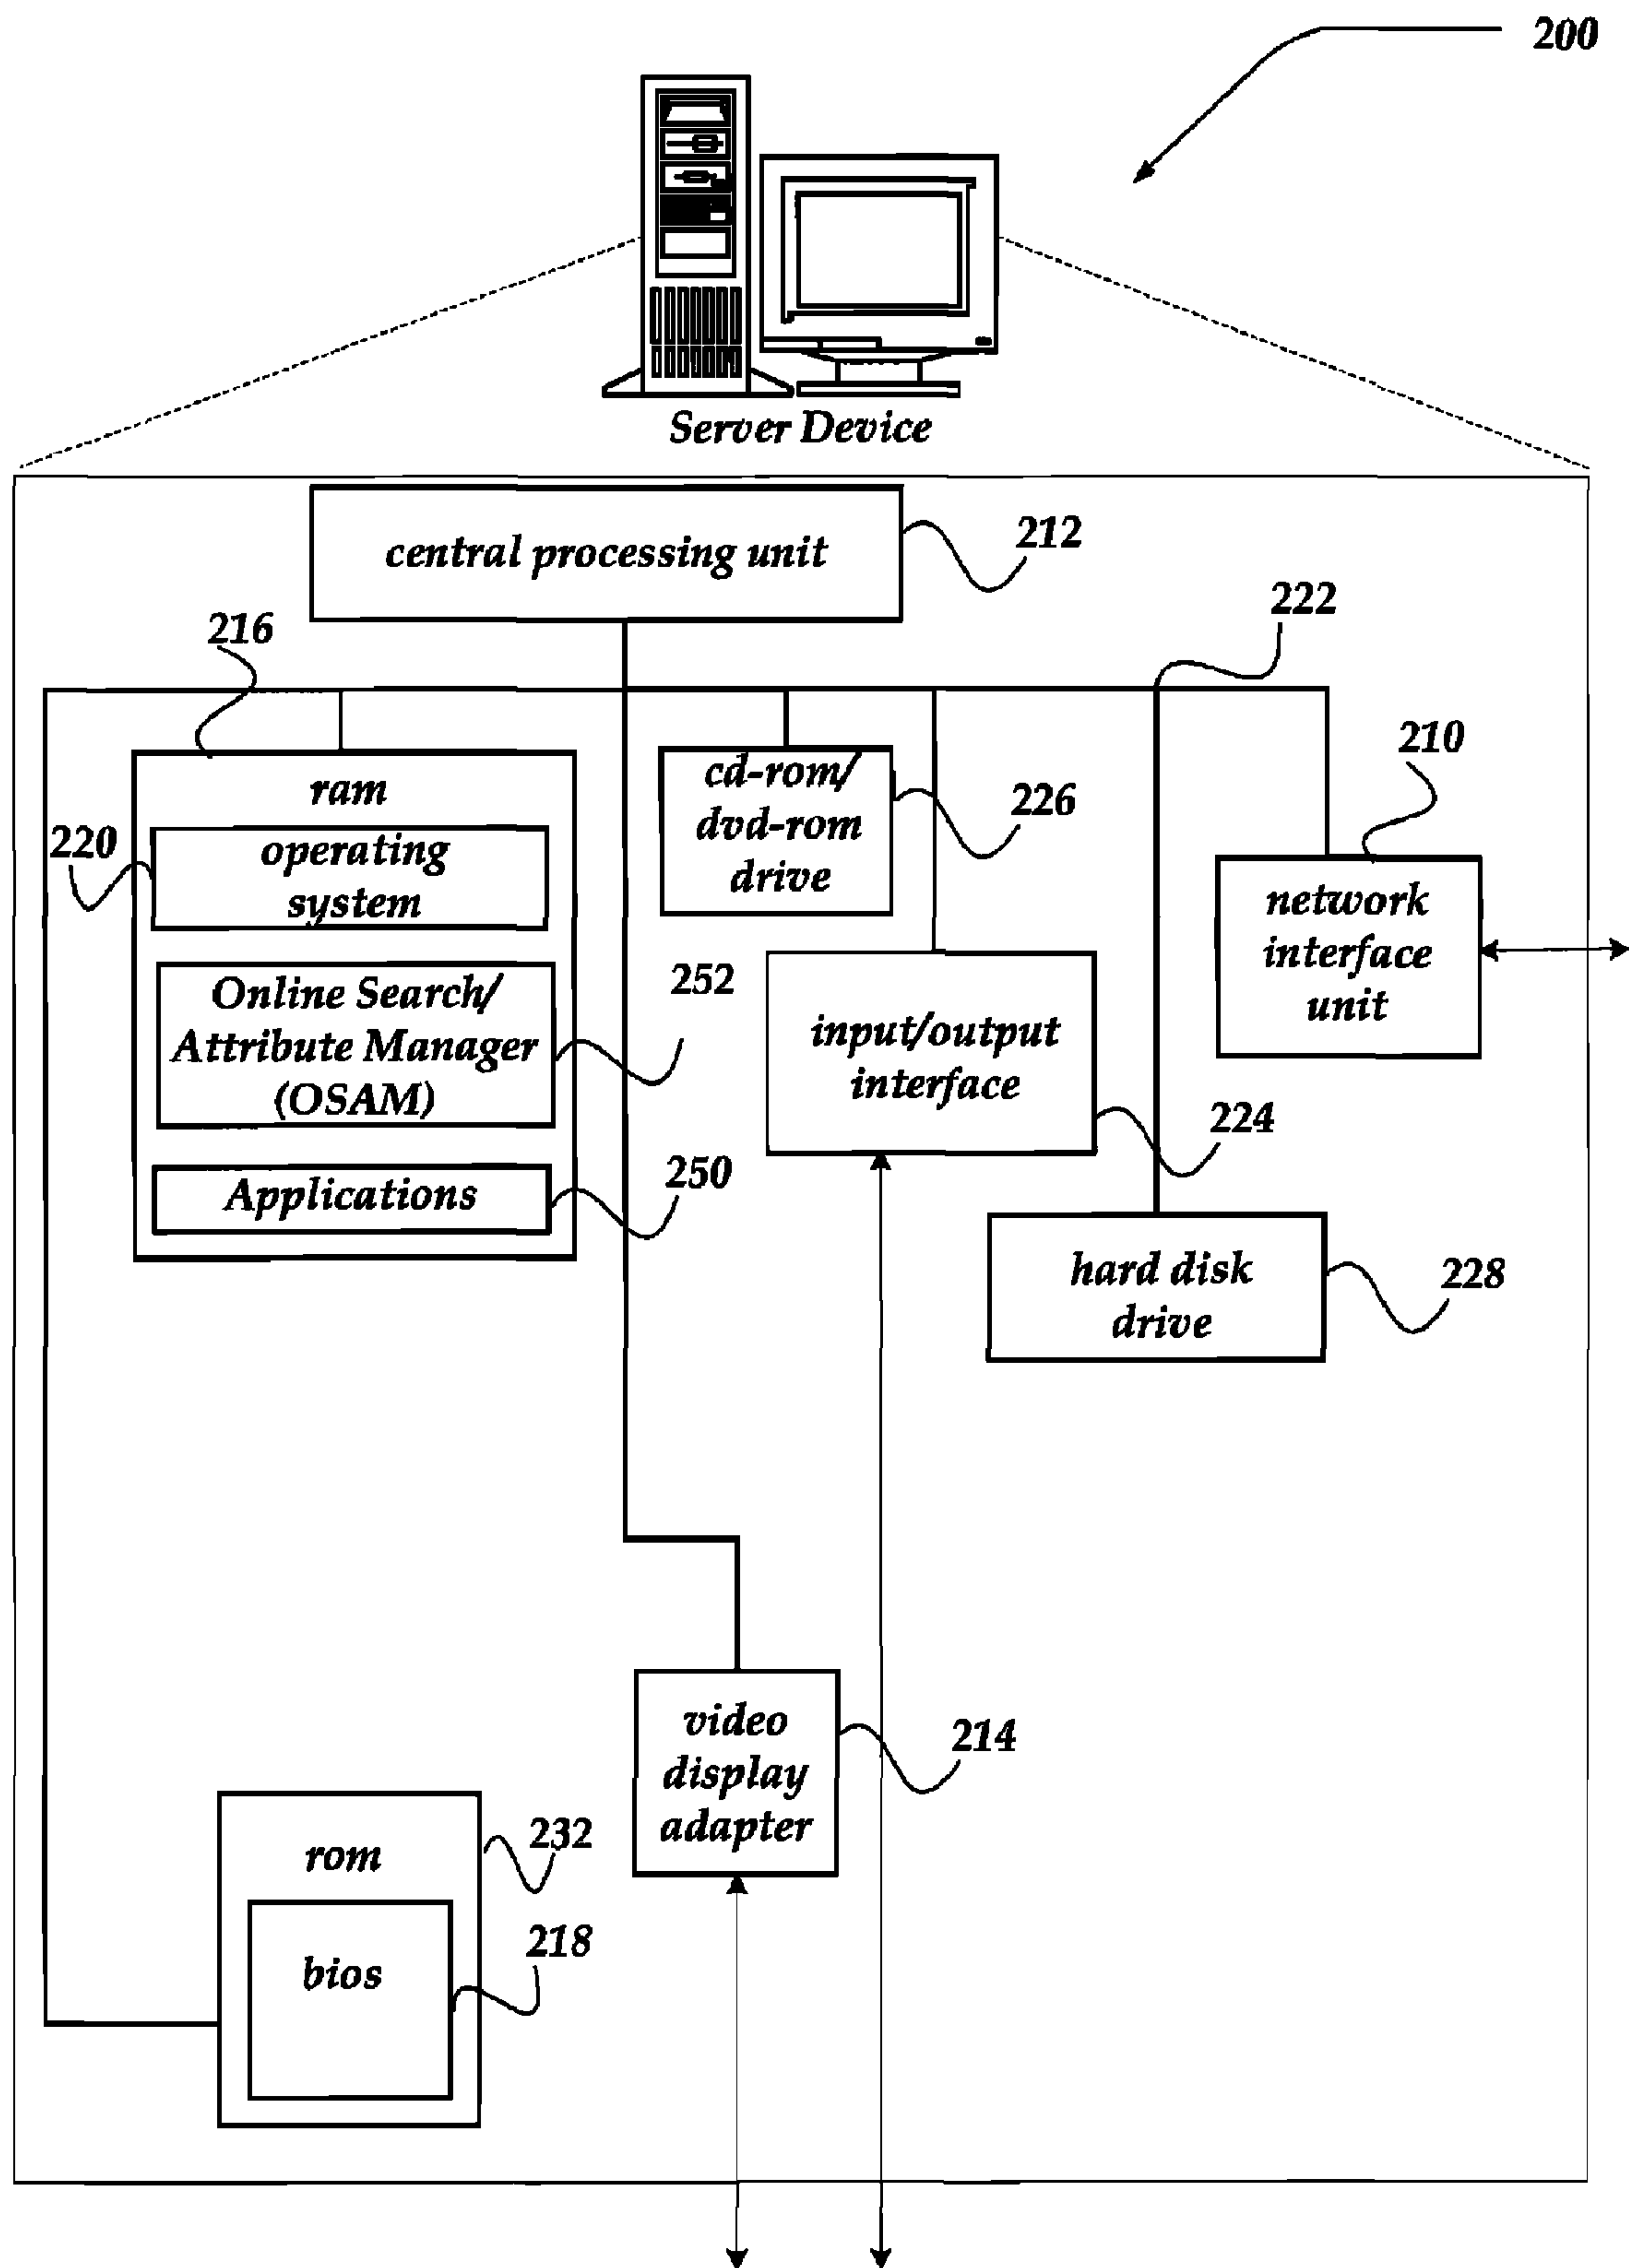 200
Server Device
central processing unit
212
222
216
210
ram
cd-rom/
dvd-rom
drive
226
220
operating
system
network
interface
unit
252
Online Search/
Attribute Manager
(OSAM)
input/output
interface
224
250
Applications
hard disk
drive
228
video
display
adapter
214
232
rom
218
bios